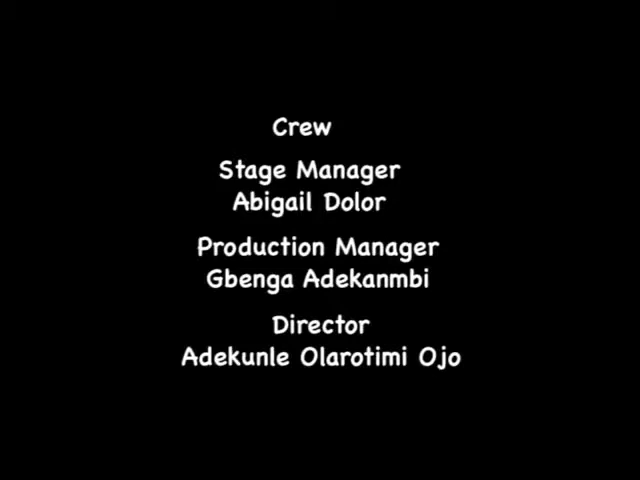 Crew
Stage Manager
Abigail Dolor
Production Manager
Gbenga Adekanmbi
Director
Adekunle Olarotimi Ojo